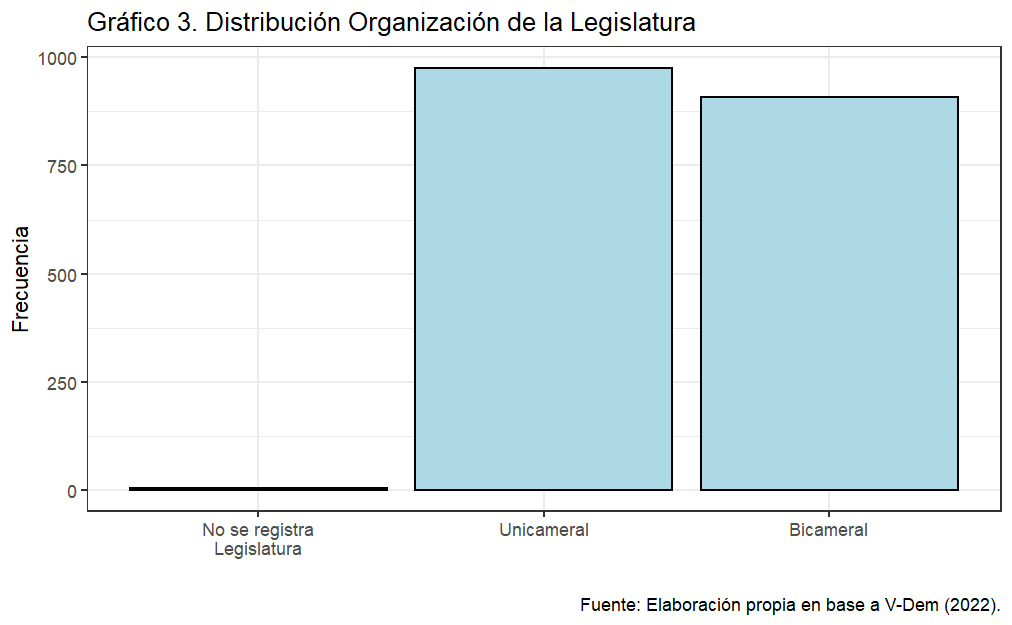 Gráfico 3. Distribución Organización de la Legislatura
Frecuencia
1000
750
500
250
0
No se registra
Legislatura
Unicameral
Bicameral
Fuente: Elaboración propia en base a V-Dem (2022).